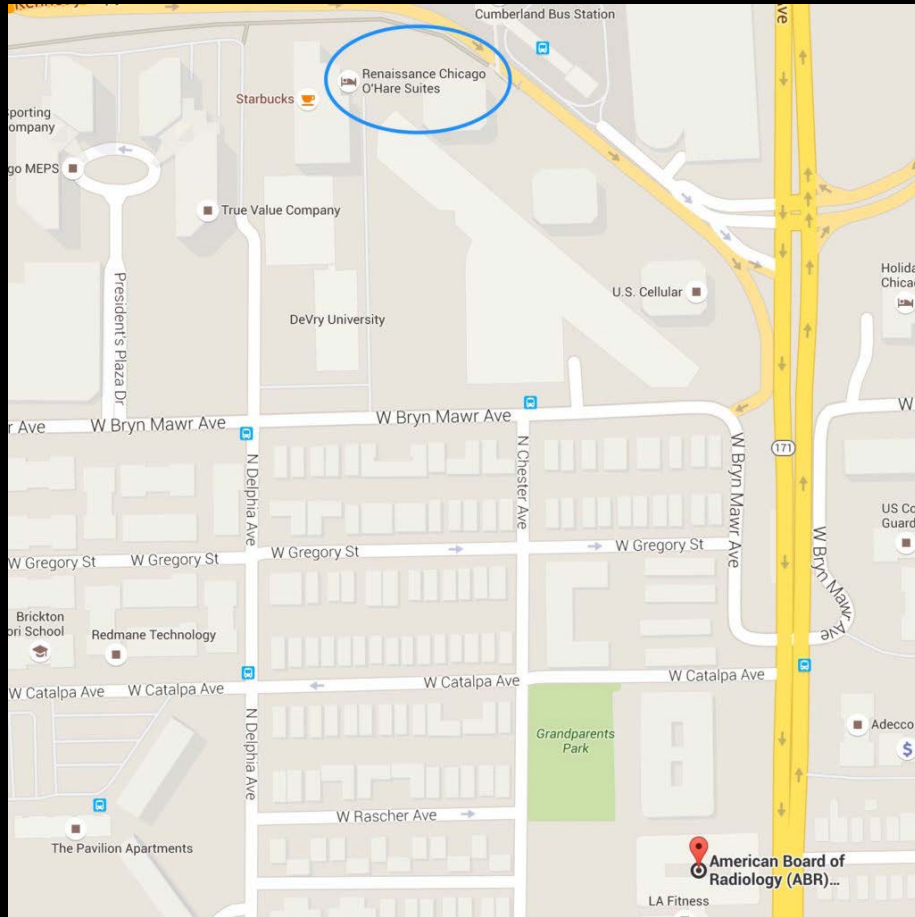 Cumberland Bus Station
Ave
Renaissance Chicago
O'Hare Suites
Starbucks
porting
ompany
go MEPS
True Value Company
President's Plaza Dr
DeVry University
U.S. Cellular
Holida
Chicag
r Ave
W Bryn Mawr Ave
W Bryn Mawr Ave
W
N Delphia Ave
N Chester Ave
W Bryn Mawr Ave
171
W Bryn Mawr Ave
US Co
Guard
W Gregory St
W Gregory St
W Gregory St
W Gregory St
Brickton
ori School
Redmane Technology
W Catalpa Ave
W Catalpa Ave
W Catalpa Ave
W Catalpa Ave
N Delphia Ave
Grandparents
Park
Adecco
$
W Rascher Ave
The Pavilion Apartments
American Board of
Radiology (ABR)...
LA Fitness